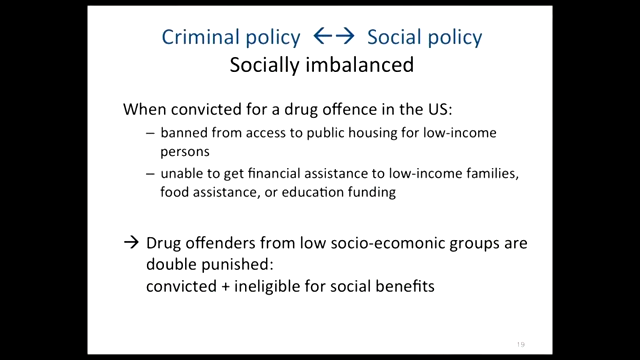 Criminal policy ←→ Social policy
Socially imbalanced
When convicted for a drug offence in the US:
– banned from access to public housing for low-income
persons
– unable to get financial assistance to low-income families,
food assistance, or education funding
→ Drug offenders from low socio-ecomonic groups are
double punished:
convicted + ineligible for social benefits
19